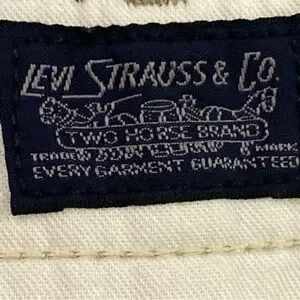 LEVI STRAUSS & CO.
TWO HORSE BRAND
TRADE MARK
EVERY GARMENT GUARANTEED